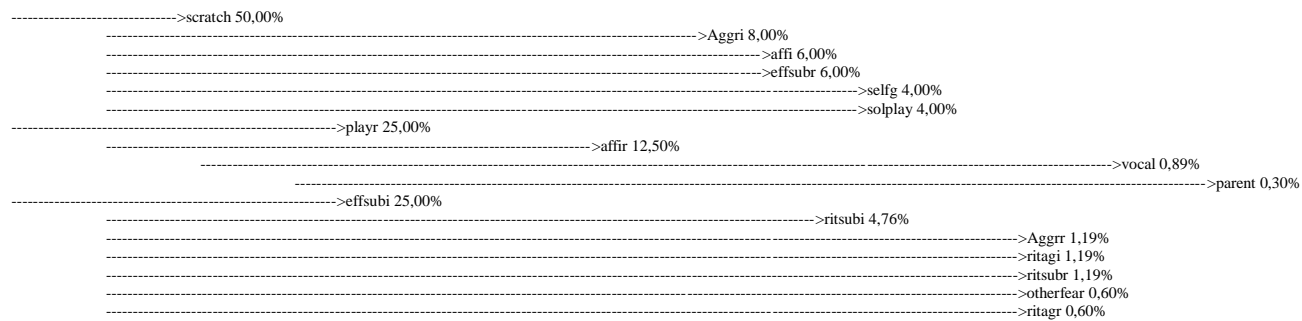 ------------------------------->scratch 50,00%
----------------------------------------------------------------------------------------------------------------->Aggri 8,00%
----------------------------------------------------------------------------------------------------------------------------->affi 6,00%
----------------------------------------------------------------------------------------------------------------------------->effsubr 6,00%
----------------------------------------------------------------------------------------------------------------------------------------------->selfg 4,00%
----------------------------------------------------------------------------------------------------------------------------------------------->solplay 4,00%
-------------------------------------------------------------->playr 25,00%
--------------------------------------------------------------------------------------------->affir 12,50%
------------------------------------------------------------------------------------------------------------------------------------------------------------------------------->vocal 0,89%
------------------------------------------------------------------------------------------------------------------------------------------------------------------------------->parent 0,30%
-------------------------------------------------------------->effsubi 25,00%
--------------------------------------------------------------------------------------------------------------------------------------->ritsubi 4,76%
------------------------------------------------------------------------------------------------------------------------------------------------------------------------------->Aggrr 1,19%
------------------------------------------------------------------------------------------------------------------------------------------------------------------------------->ritagi 1,19%
------------------------------------------------------------------------------------------------------------------------------------------------------------------------------->ritsubr 1,19%
------------------------------------------------------------------------------------------------------------------------------------------------------------------------------->otherfear 0,60%
------------------------------------------------------------------------------------------------------------------------------------------------------------------------------->ritagr 0,60%